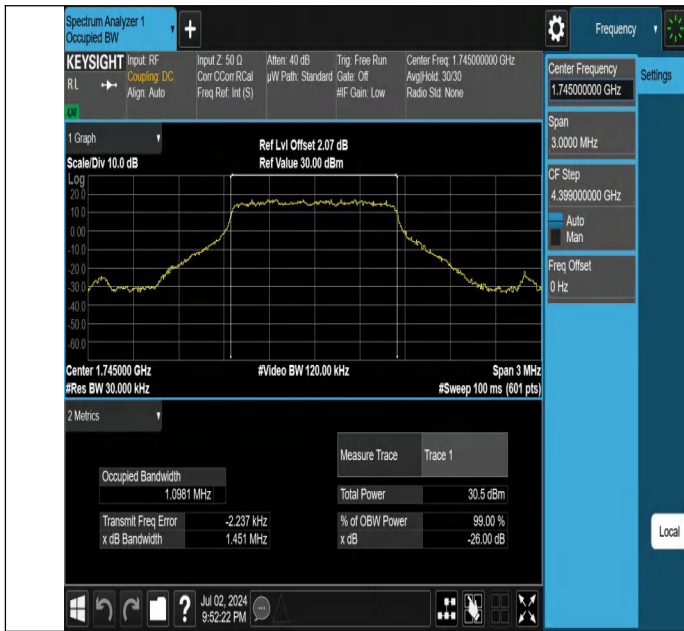 Spectrum Analyzer 1
Occupied BW
Frequency
KEYSIGHT
RL
Input: RF
Coupling: DC
Align: Auto
Input Z: 50 Ω
Corr CCorr RCal
Freq Ref: Int (S)
Atten: 40 dB
µW Path: Standard
Trig: Free Run
Gate: Off
#IF Gain: Low
Center Freq: 1.745000000 GHz
Avg|Hold: 30/30
Radio Std: None
LXI
Center Frequency
1.745000000 GHz
Settings
Span
3.0000 MHz
CF Step
4.399000000 GHz
Auto
Man
Freq Offset
0 Hz
1 Graph
Scale/Div 10.0 dB
Ref Lvl Offset 2.07 dB
Ref Value 30.00 dBm
Log
20.0
10.0
0.00
-10.0
-20.0
-30.0
-40.0
-50.0
-60.0
Center 1.745000 GHz
#Video BW 120.00 kHz
Span 3 MHz
#Res BW 30.000 kHz
#Sweep 100 ms (601 pts)
2 Metrics
Measure Trace
Trace 1
Occupied Bandwidth
1.0981 MHz
Total Power
30.5 dBm
Transmit Freq Error
-2.237 kHz
% of OBW Power
99.00 %
x dB Bandwidth
1.451 MHz
x dB
-26.00 dB
Local
?
Jul 02, 2024
9:52:22 PM